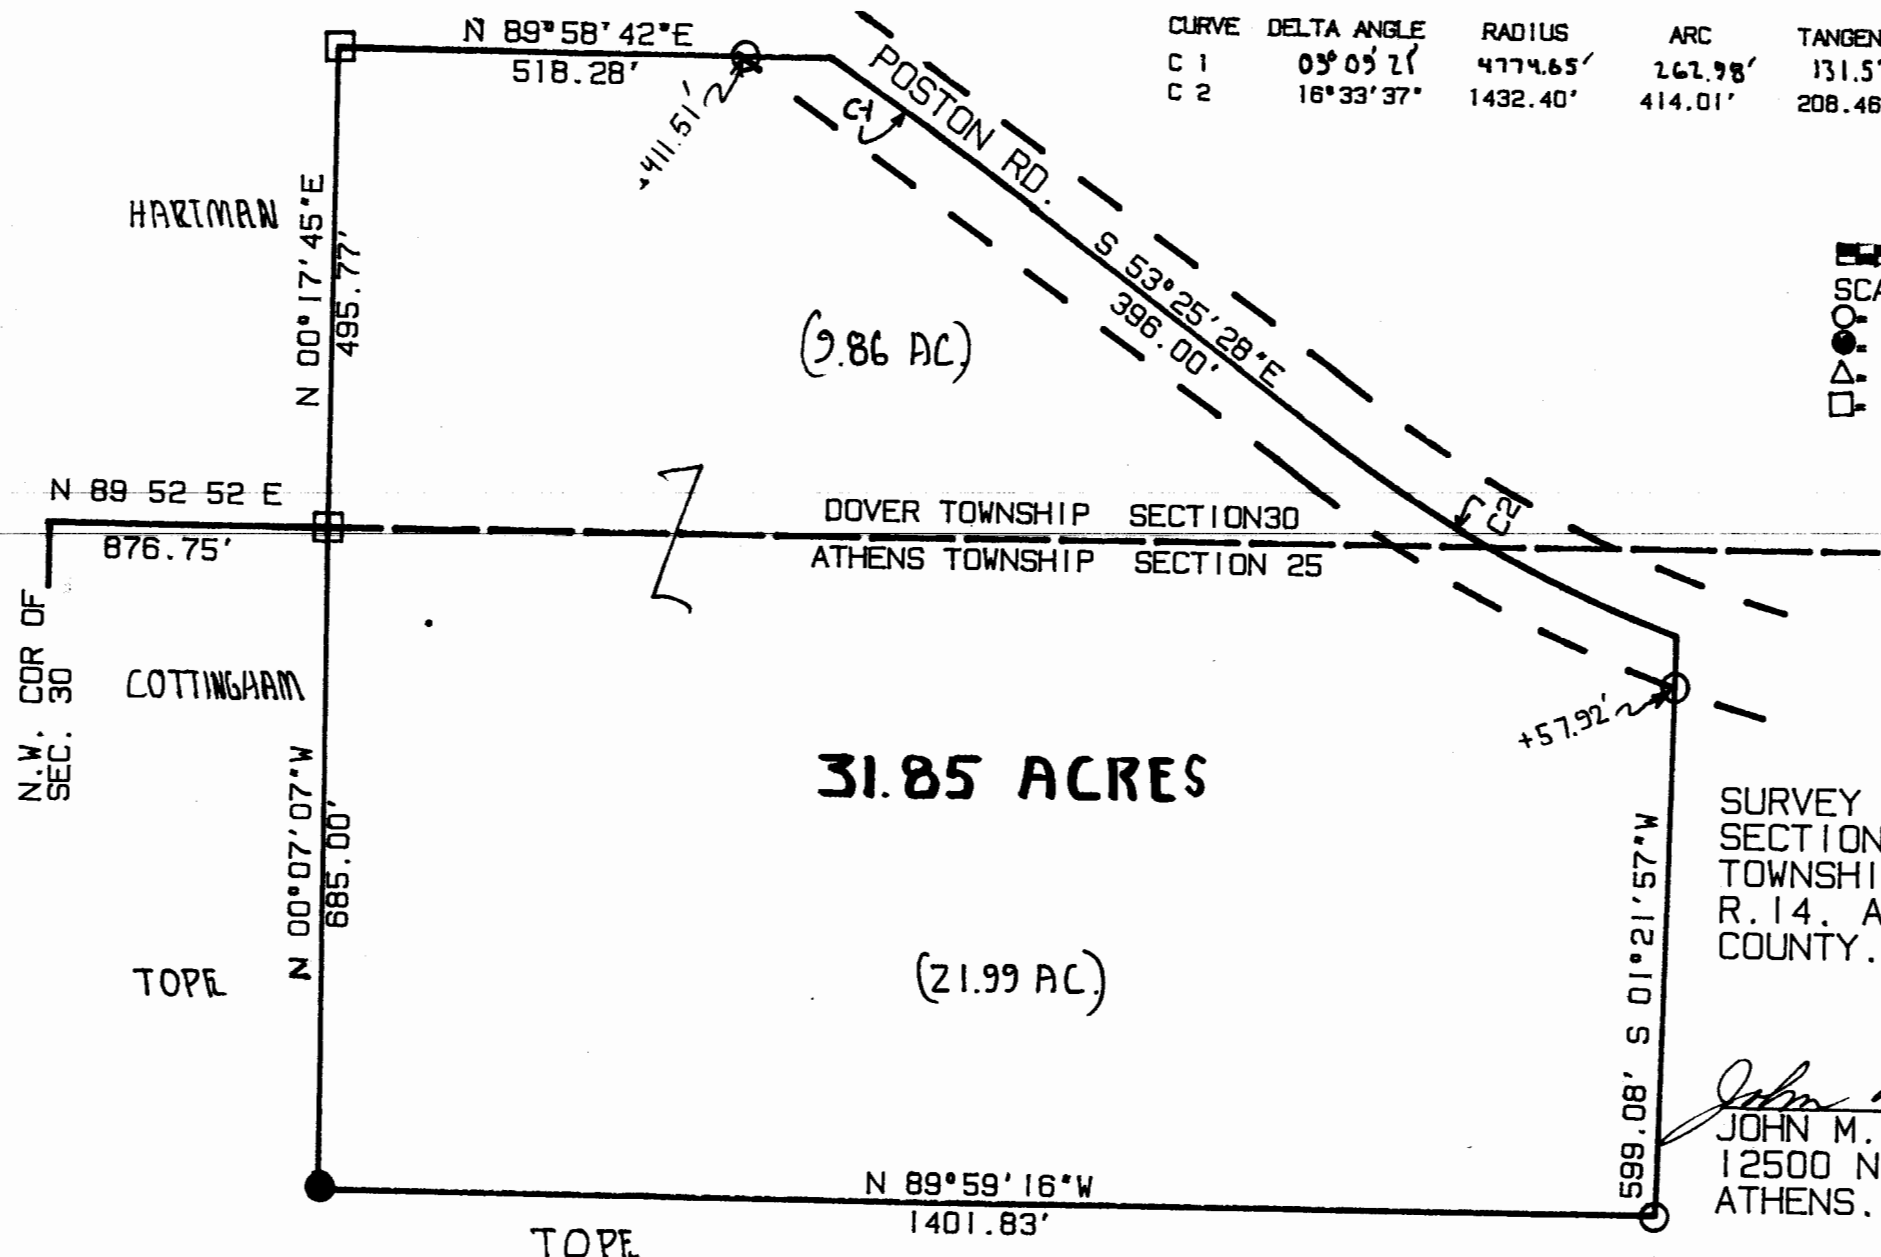 CURVE DELTA ANGLE RADIUS ARC TANGEN
C 1 03°09'21" 4774.65' 262.98' 131.5
C 2 16°33'37" 1432.40' 414.01' 208.46
N 89°58'42"E
518.28'
411.51'
C1
POSTON RD.
HARTMAN
N 00°17'45"E
495.77'
S 53°25'28"E
396.00'
(9.86 AC.)
SCA
N 89 52 52 E
876.75'
N.W. COR OF
SEC. 30
DOVER TOWNSHIP SECTION30
ATHENS TOWNSHIP SECTION 25
C2
COTTINGHAM
+57.92'
31.85 ACRES
N 00°07'07"W
685.00'
TOPE
(21.99 AC.)
599.08' S 01°21'57"W
SURVEY
SECTION
TOWNSHI
R.14. A
COUNTY.
John
JOHN M.
12500 N
ATHENS.
N 89°59'16"W
1401.83'
TOPE